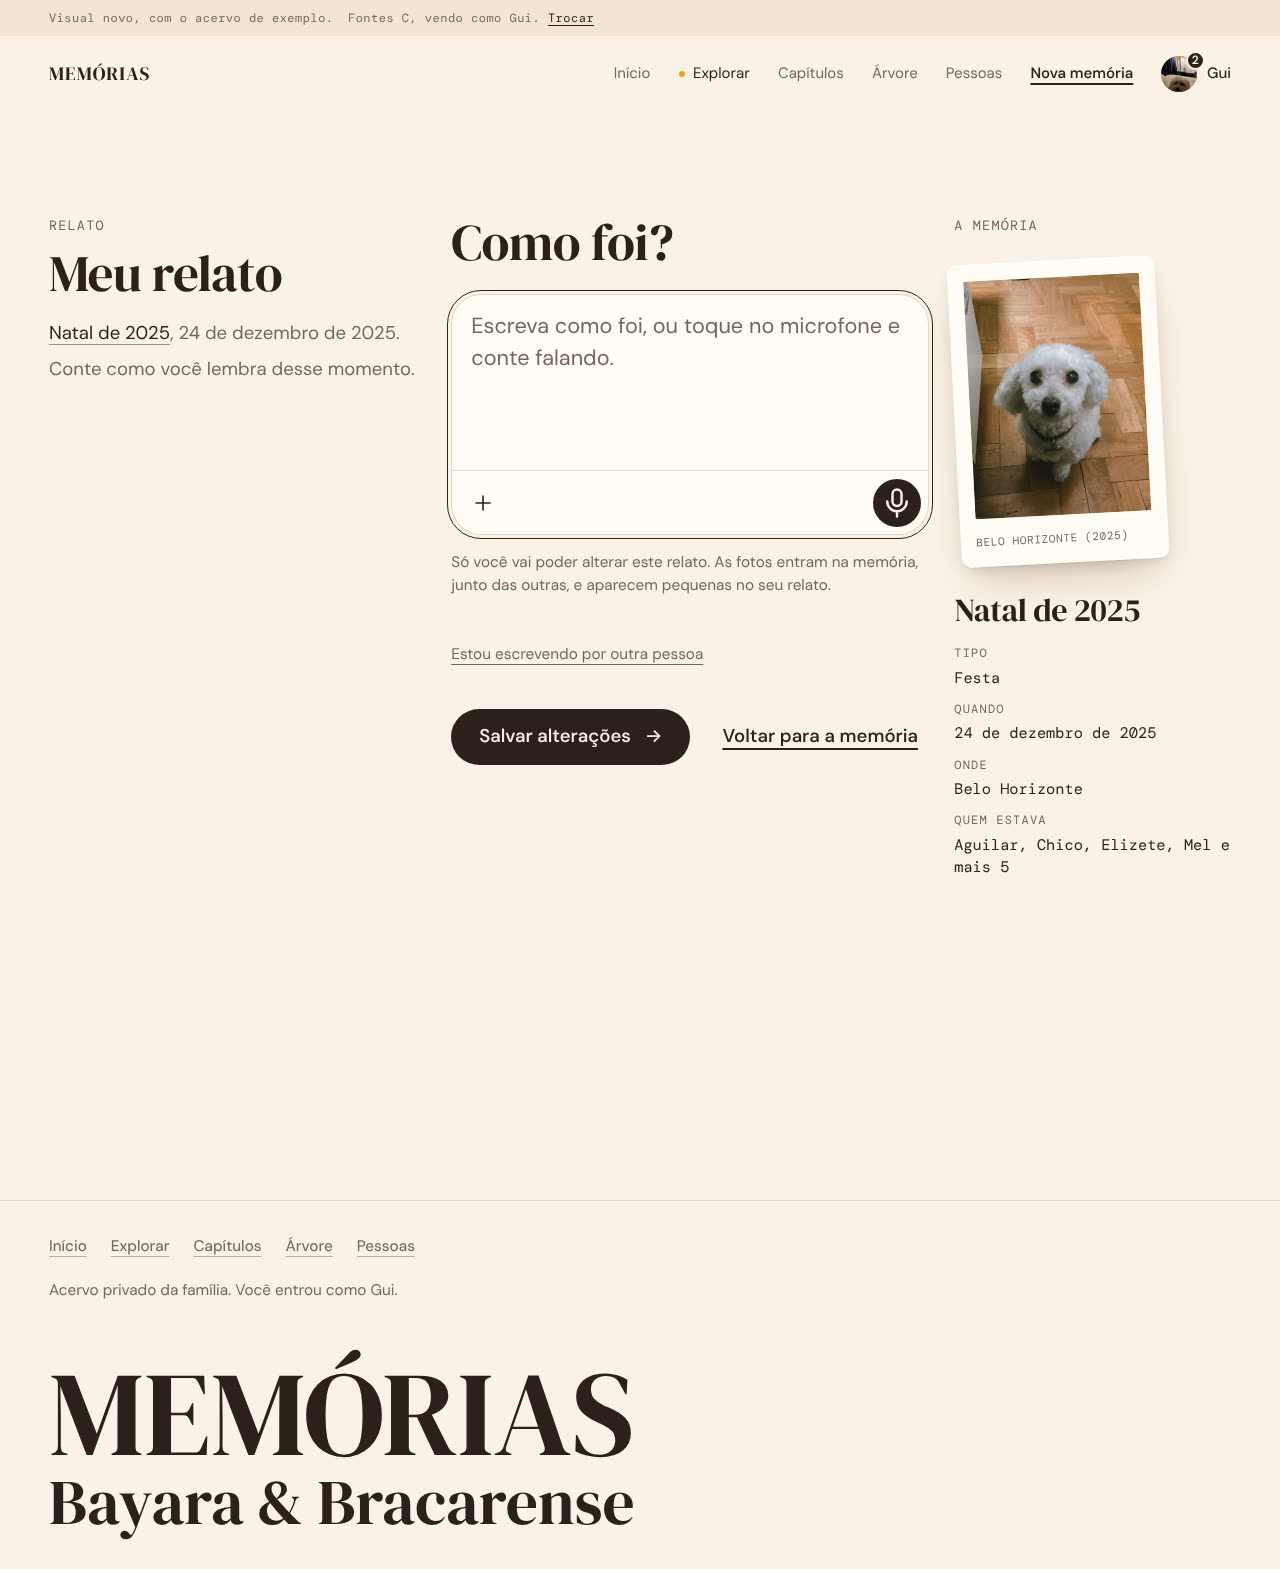 Visual novo, com o acervo de exemplo. Fontes C, vendo como Gui. Trocar
MEMÓRIAS
Início
Explorar
Capítulos
Árvore
Pessoas
Nova memória
2
Gui
RELATO
Meu relato
Natal de 2025, 24 de dezembro de 2025.
Conte como você lembra desse momento.
Como foi?
Escreva como foi, ou toque no microfone e
conte falando.
Só você vai poder alterar este relato. As fotos entram na memória,
junto das outras, e aparecem pequenas no seu relato.
Estou escrevendo por outra pessoa
Salvar alterações →
Voltar para a memória
A MEMÓRIA
BELO HORIZONTE (2025)
Natal de 2025
TIPO
Festa
QUANDO
24 de dezembro de 2025
ONDE
Belo Horizonte
QUEM ESTAVA
Aguilar, Chico, Elizete, Mel e
mais 5
Início
Explorar
Capítulos
Árvore
Pessoas
Acervo privado da família. Você entrou como Gui.
MEMÓRIAS
Bayara & Bracarense